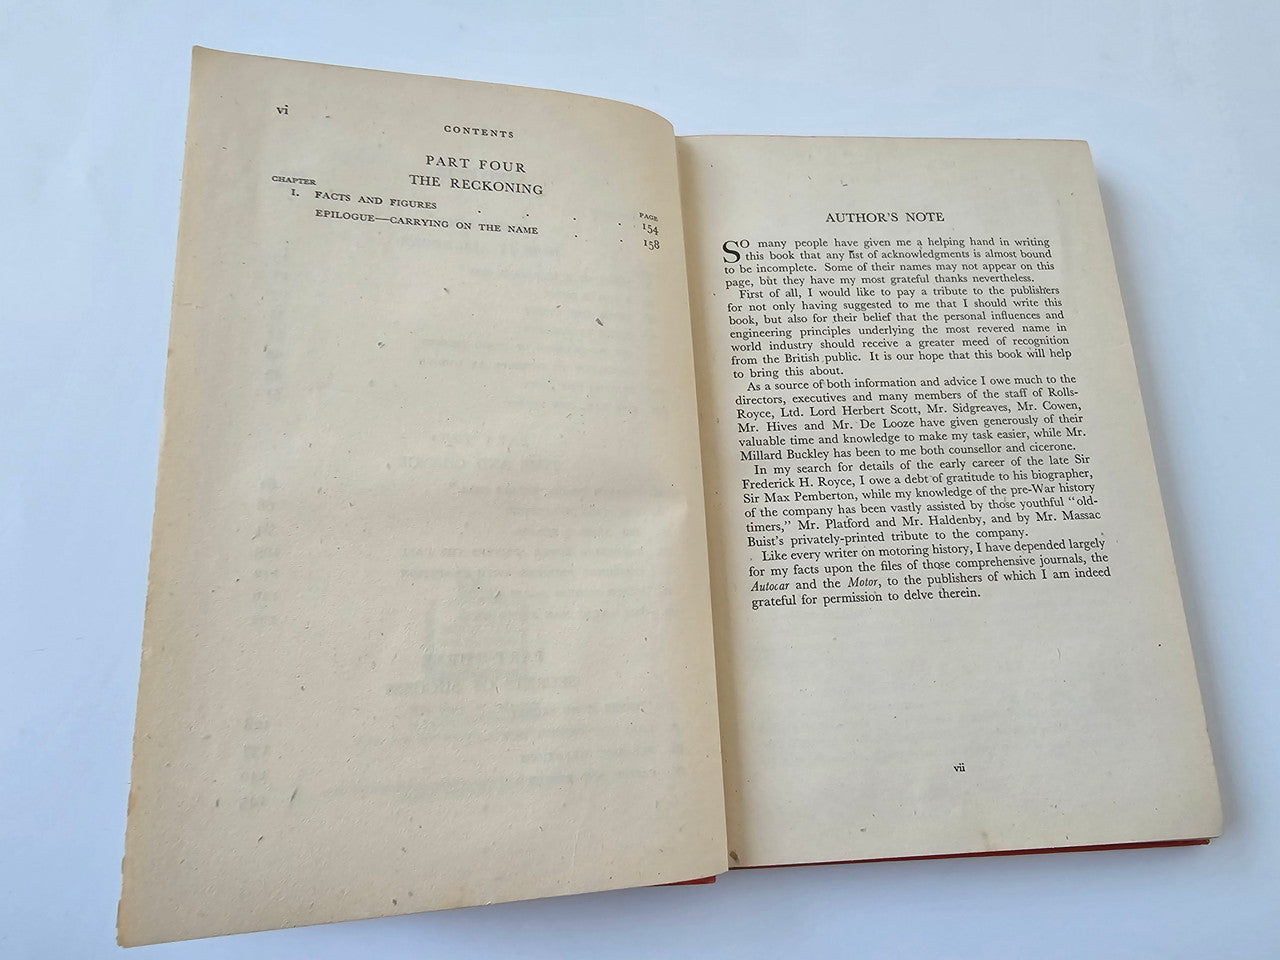 vi
CONTENTS
PART FOUR
THE RECKONING
CHAPTER
PAGE
I. FACTS AND FIGURES . . . . . 154
EPILOGUE—CARRYING ON THE NAME . . 158
AUTHOR'S NOTE
SO many people have given me a helping hand in writing
this book that any list of acknowledgments is almost bound
to be incomplete. Some of their names may not appear on this
page, but they have my most grateful thanks nevertheless.
First of all, I would like to pay a tribute to the publishers
for not only having suggested to me that I should write this
book, but also for their belief that the personal influences and
engineering principles underlying the most revered name in
world industry should receive a greater meed of recognition
from the British public. It is our hope that this book will help
to bring this about.
As a source of both information and advice I owe much to the
directors, executives and many members of the staff of Rolls-
Royce, Ltd. Lord Herbert Scott, Mr. Sidgreaves, Mr. Cowen,
Mr. Hives and Mr. De Looze have given generously of their
valuable time and knowledge to make my task easier, while Mr.
Millard Buckley has been to me both counsellor and cicerone.
In my search for details of the early career of the late Sir
Frederick H. Royce, I owe a debt of gratitude to his biographer,
Sir Max Pemberton, while my knowledge of the pre-War history
of the company has been vastly assisted by those youthful "old-
timers," Mr. Platford and Mr. Haldenby, and by Mr. Massac
Buist's privately-printed tribute to the company.
Like every writer on motoring history, I have depended largely
for my facts upon the files of those comprehensive journals, the
Autocar and the Motor, to the publishers of which I am indeed
grateful for permission to delve therein.
vii